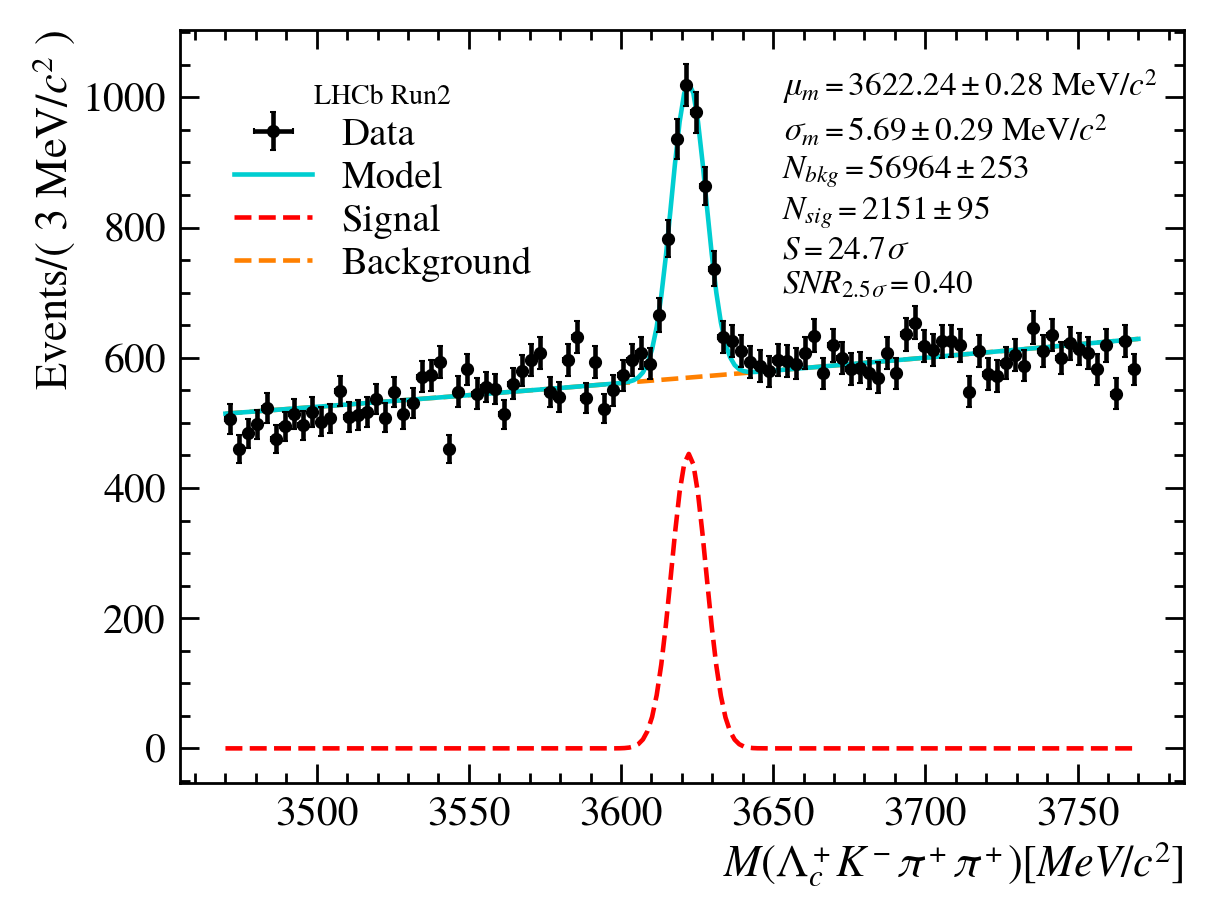 Events/( 3 MeV/c² )
1000
800
600
400
200
0
LHCb Run2
Data
Model
Signal
Background
μ_m = 3622.24 ± 0.28 MeV/c²
σ_m = 5.69 ± 0.29 MeV/c²
N_bkg = 56964 ± 253
N_sig = 2151 ± 95
S = 24.7σ
SNR_2.5σ = 0.40
3500 3550 3600 3650 3700 3750
M(Λ_c⁺K⁻π⁺π⁺)[MeV/c²]